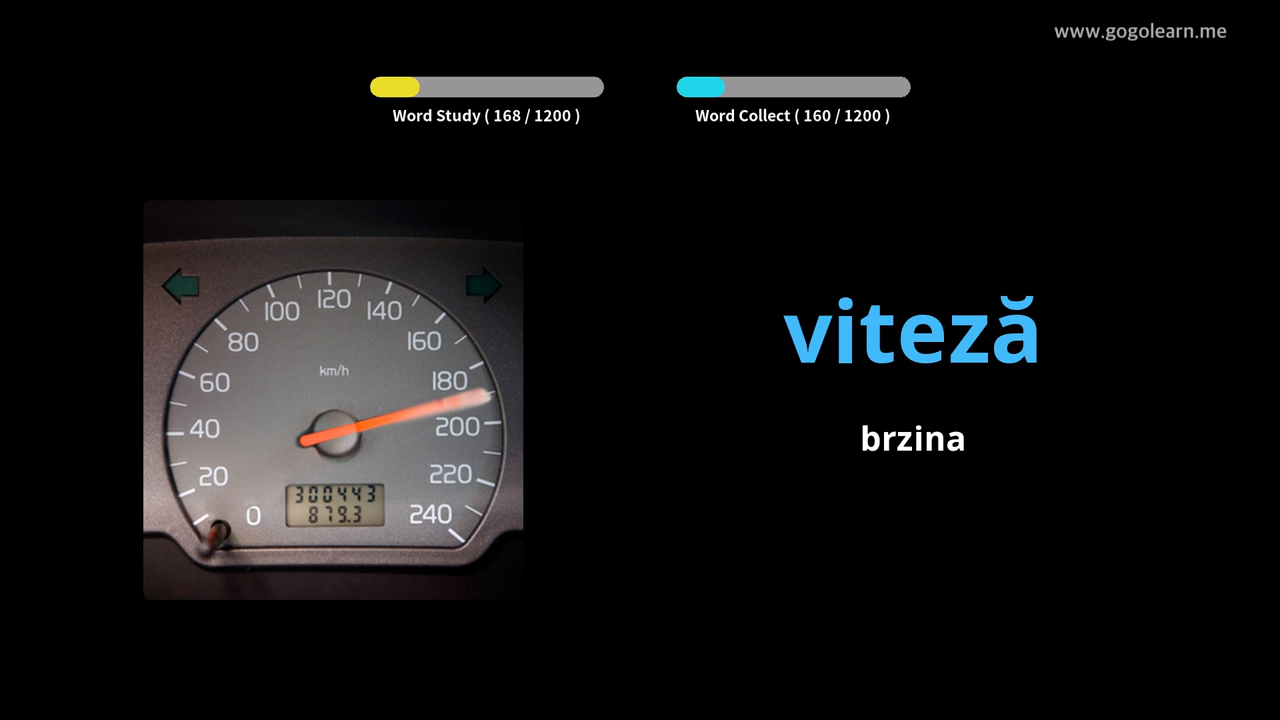 www.gogolearn.me
Word Study ( 168 / 1200 )
Word Collect ( 160 / 1200 )
120
100
140
80
160
km/h
60
180
40
200
20
220
300443
0
240
879.3
viteză
brzina